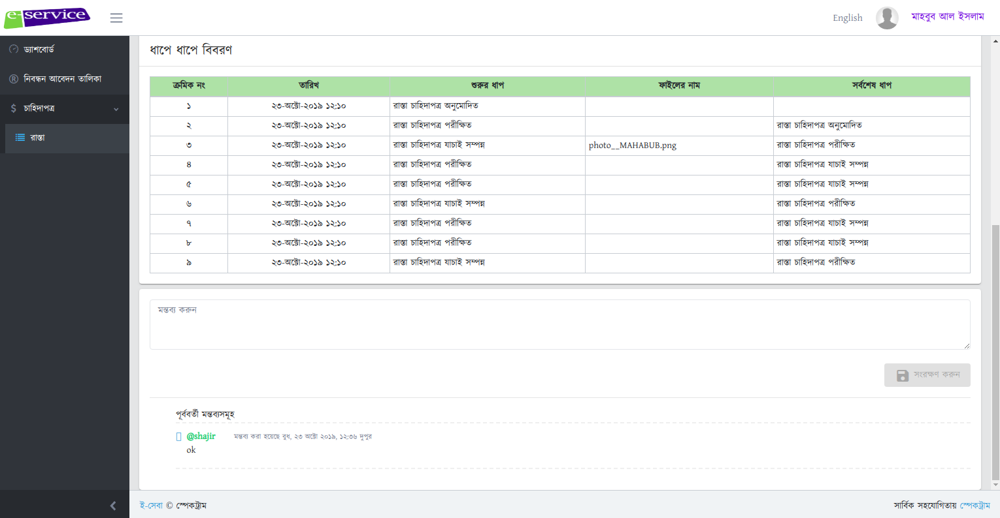 e-service
English
মাহবুব আল ইসলাম
ড্যাশবোর্ড
নিবন্ধন আবেদন তালিকা
$ চাহিদাপত্র
রাস্তা
ধাপে ধাপে বিবরণ
ক্রমিক নং তারিখ শুরুর ধাপ ফাইলের নাম সর্বশেষ ধাপ
১ ২৩-অক্টো-২০১৯ ১২:১০ রাস্তা চাহিদাপত্র অনুমোদিত
২ ২৩-অক্টো-২০১৯ ১২:১০ রাস্তা চাহিদাপত্র পরীক্ষিত রাস্তা চাহিদাপত্র অনুমোদিত
৩ ২৩-অক্টো-২০১৯ ১২:১০ রাস্তা চাহিদাপত্র যাচাই সম্পন্ন photo__MAHABUB.png রাস্তা চাহিদাপত্র পরীক্ষিত
৪ ২৩-অক্টো-২০১৯ ১২:১০ রাস্তা চাহিদাপত্র পরীক্ষিত রাস্তা চাহিদাপত্র যাচাই সম্পন্ন
৫ ২৩-অক্টো-২০১৯ ১২:১০ রাস্তা চাহিদাপত্র পরীক্ষিত রাস্তা চাহিদাপত্র যাচাই সম্পন্ন
৬ ২৩-অক্টো-২০১৯ ১২:১০ রাস্তা চাহিদাপত্র যাচাই সম্পন্ন রাস্তা চাহিদাপত্র পরীক্ষিত
৭ ২৩-অক্টো-২০১৯ ১২:১০ রাস্তা চাহিদাপত্র পরীক্ষিত রাস্তা চাহিদাপত্র যাচাই সম্পন্ন
৮ ২৩-অক্টো-২০১৯ ১২:১০ রাস্তা চাহিদাপত্র পরীক্ষিত রাস্তা চাহিদাপত্র যাচাই সম্পন্ন
৯ ২৩-অক্টো-২০১৯ ১২:১০ রাস্তা চাহিদাপত্র যাচাই সম্পন্ন রাস্তা চাহিদাপত্র পরীক্ষিত
মন্তব্য করুন
সংরক্ষণ করুন
পূর্ববর্তী মন্তব্যসমূহ
@shajir মন্তব্য করা হয়েছে বুধ, ২৩ অক্টো ২০১৯, ১২:৩৬ দুপুর
ok
ই-সেবা © স্পেকট্রাম
সার্বিক সহযোগিতায় স্পেকট্রাম